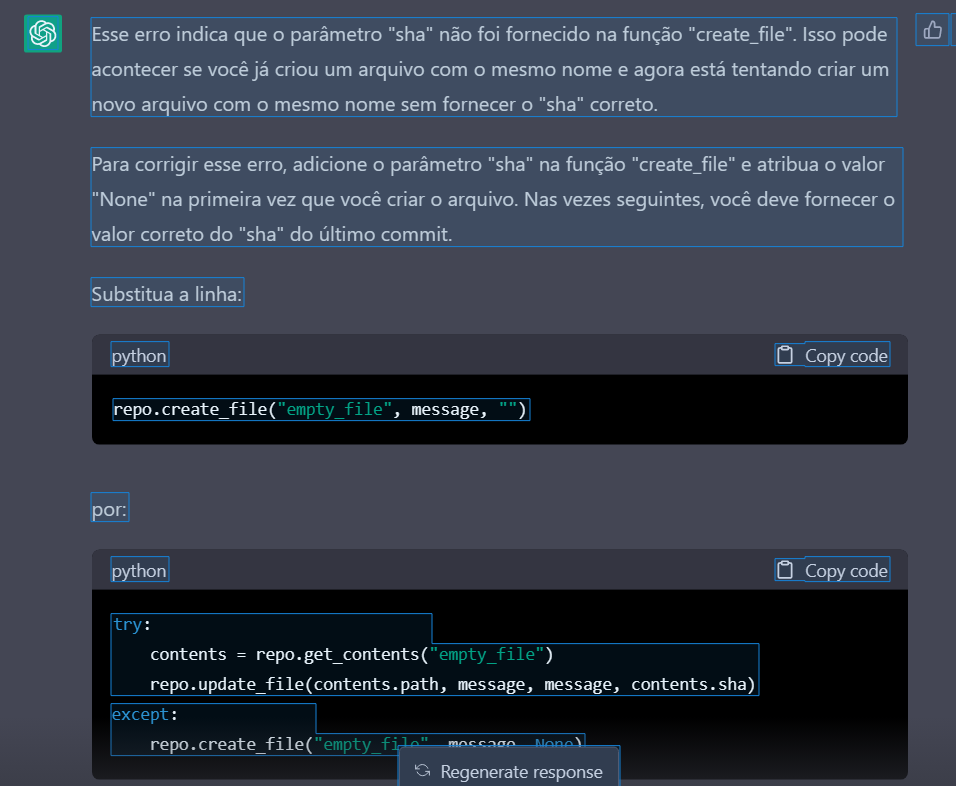 Esse erro indica que o parâmetro "sha" não foi fornecido na função "create_file". Isso pode
acontecer se você já criou um arquivo com o mesmo nome e agora está tentando criar um
novo arquivo com o mesmo nome sem fornecer o "sha" correto.
Para corrigir esse erro, adicione o parâmetro "sha" na função "create_file" e atribua o valor
"None" na primeira vez que você criar o arquivo. Nas vezes seguintes, você deve fornecer o
valor correto do "sha" do último commit.
Substitua a linha:
python Copy code
repo.create_file("empty_file", message, "")
por:
python Copy code
try:
contents = repo.get_contents("empty_file")
repo.update_file(contents.path, message, message, contents.sha)
except:
repo.create_file("empty_file", message, None)
Regenerate response